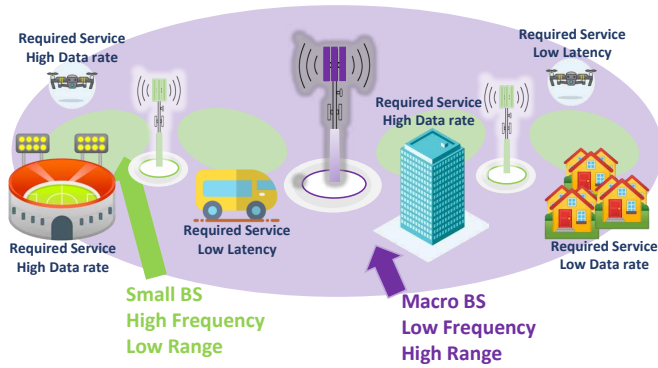 Required Service
High Data rate
Required Service
Low Latency
Required Service
High Data rate
Required Service
High Data rate
Required Service
Low Latency
Required Service
Low Data rate
Small BS
High Frequency
Low Range
Macro BS
Low Frequency
High Range